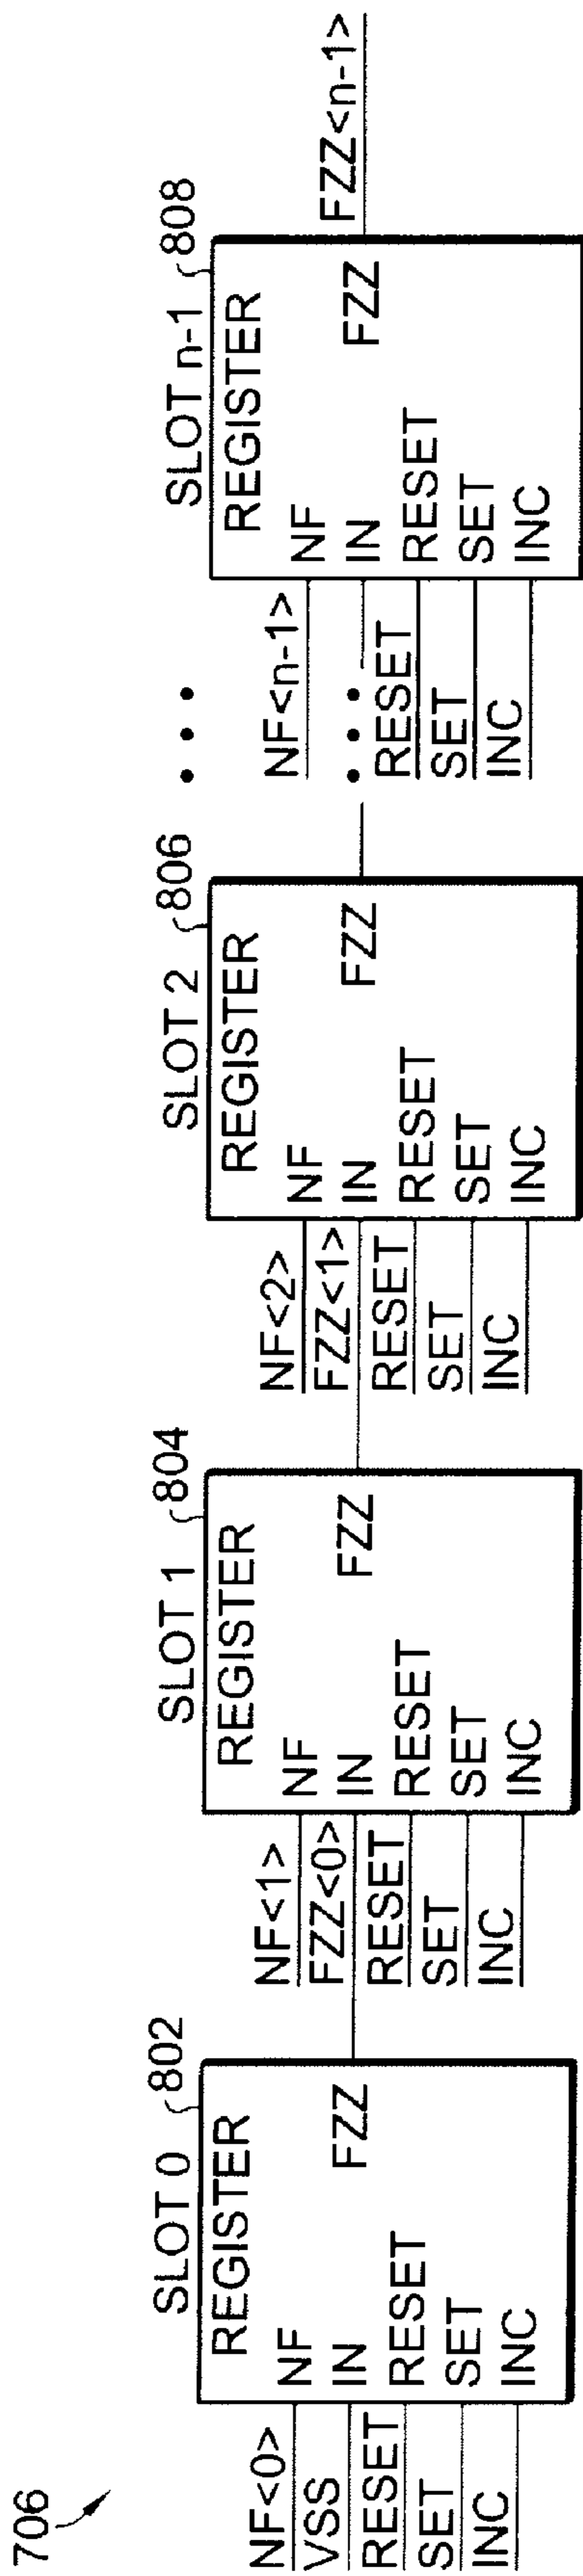 706
SLOT 0
802
REGISTER
NF<0>
NF
VSS
IN
FZZ
RESET
RESET
SET
SET
INC
INC
SLOT 1
804
REGISTER
NF<1>
NF
FZZ<0>
IN
FZZ
RESET
RESET
SET
SET
INC
INC
SLOT 2
806
REGISTER
NF<2>
NF
FZZ<1>
IN
FZZ
RESET
RESET
SET
SET
INC
INC
SLOT n-1
808
REGISTER
NF<n-1>
NF
IN
FZZ
FZZ<n-1>
RESET
RESET
SET
SET
INC
INC